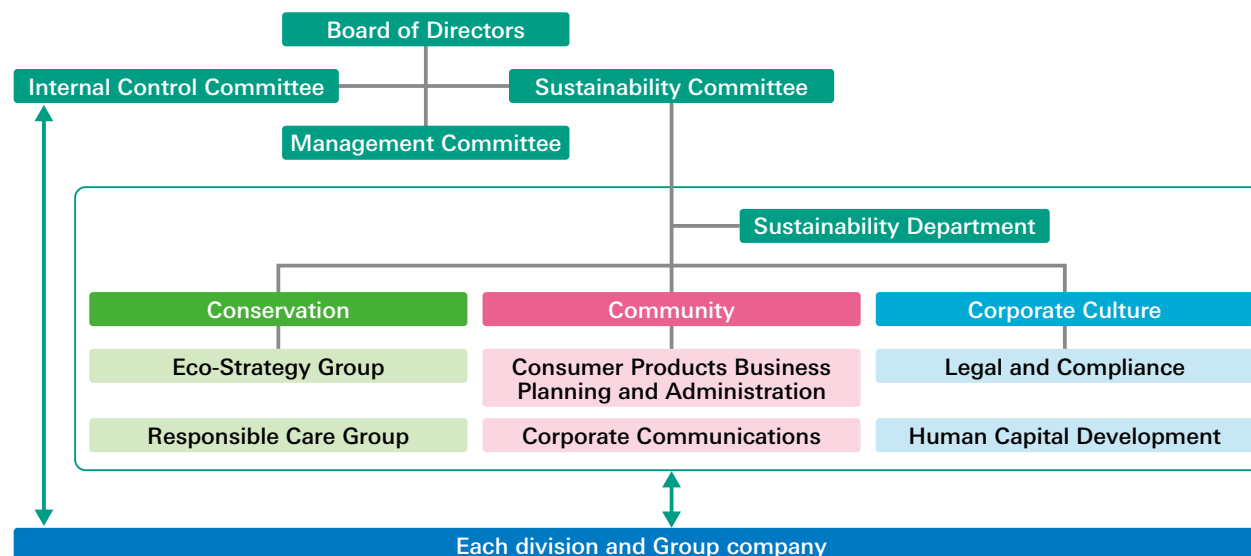 Board of Directors
Internal Control Committee
Sustainability Committee
Management Committee
Sustainability Department
Conservation
Community
Corporate Culture
Eco-Strategy Group
Consumer Products Business
Planning and Administration
Legal and Compliance
Responsible Care Group
Corporate Communications
Human Capital Development
Each division and Group company